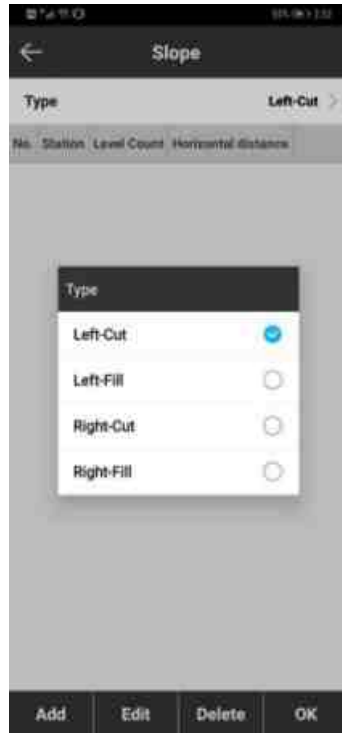 Slope
Type Left-Cut
No. Station Level Count Horizontal distance
Type
Left-Cut
Left-Fill
Right-Cut
Right-Fill
Add Edit Delete OK